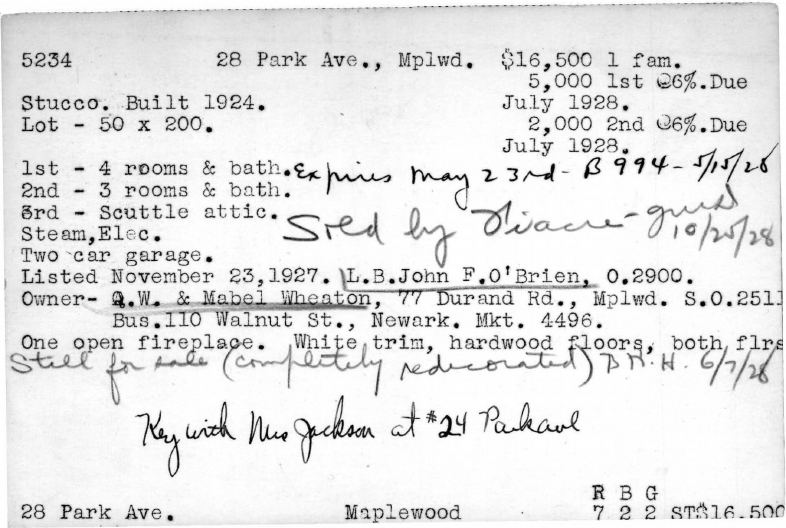 5234 28 Park Ave., Mplwd. $16,500 1 fam.
5,000 1st @6%.Due
Stucco. Built 1924. July 1928.
Lot - 50 x 200. 2,000 2nd @6%.Due
July 1928.
1st - 4 rooms & bath. Expires May 23rd - B 994 - 5/15/28
2nd - 3 rooms & bath.
3rd - Scuttle attic. Sold by
Steam,Elec. 10/25/28
Two car garage.
Listed November 23,1927. L.B.John F.O'Brien, O.2900.
Owner- Q.W. & Mabel Wheaton, 77 Durand Rd., Mplwd. S.O.2511
Bus.110 Walnut St., Newark. Mkt. 4496.
One open fireplace. White trim, hardwood floors, both flrs
Still for sale (completely redecorated) B.H.H. 6/7/28
Key with Mrs Jackson at #24 Park ave
R B G
28 Park Ave. Maplewood 7 2 2 ST$16,500